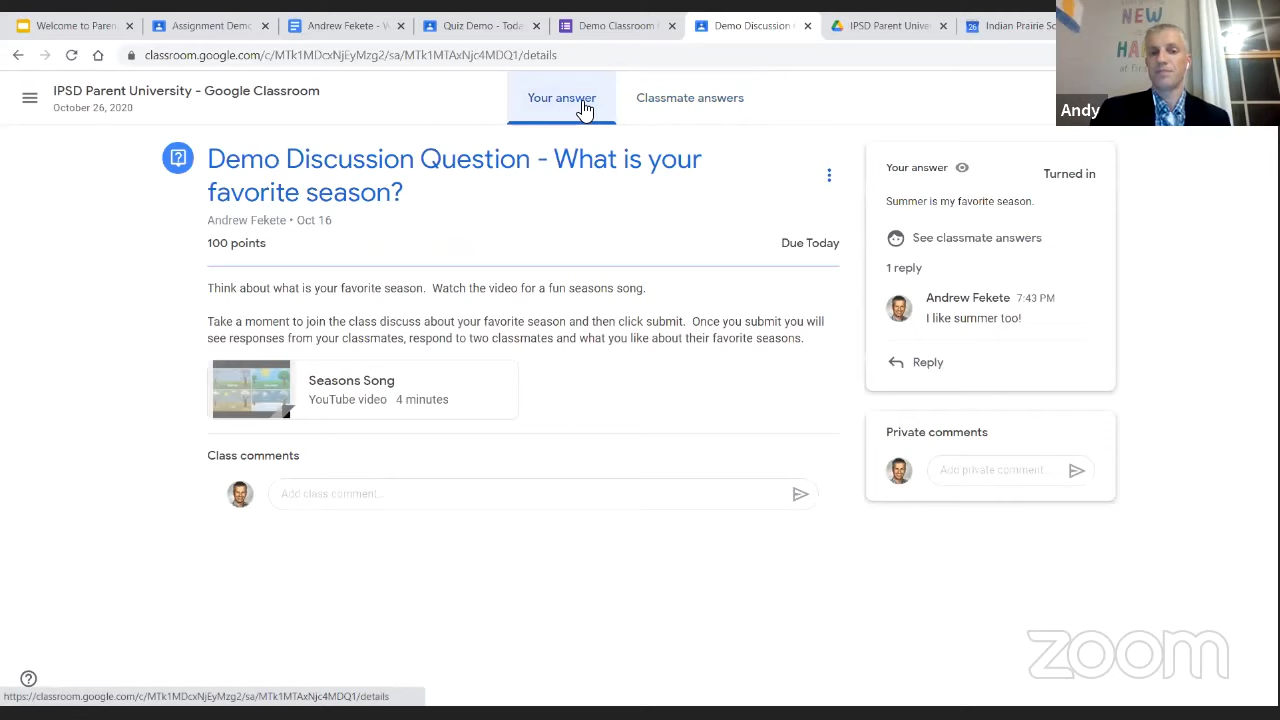 Welcome to Paren
Assignment Demo
Andrew Fekete - W
Quiz Demo - Toda
Demo Classroom
Demo Discussion
IPSD Parent Unive
Indian Prairie Sc
classroom.google.com/c/MTk1MDcxNjEyMzg2/sa/MTk1MTAxNjc4MDQ1/details
NEW
HA
at fir
Andy
IPSD Parent University - Google Classroom
October 26, 2020
Your answer
Classmate answers
Demo Discussion Question - What is your
favorite season?
Andrew Fekete • Oct 16
100 points
Due Today
Think about what is your favorite season. Watch the video for a fun seasons song.
Take a moment to join the class discuss about your favorite season and then click submit. Once you submit you will
see responses from your classmates, respond to two classmates and what you like about their favorite seasons.
Seasons Song
YouTube video 4 minutes
Class comments
Add class comment...
Your answer
Turned in
Summer is my favorite season.
See classmate answers
1 reply
Andrew Fekete 7:43 PM
I like summer too!
Reply
Private comments
Add private comment...
zoom
https://classroom.google.com/c/MTk1MDcxNjEyMzg2/sa/MTk1MTAxNjc4MDQ1/details